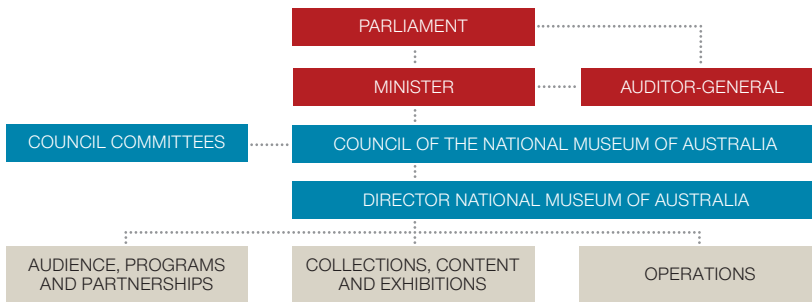 PARLIAMENT
MINISTER
AUDITOR-GENERAL
COUNCIL COMMITTEES
COUNCIL OF THE NATIONAL MUSEUM OF AUSTRALIA
DIRECTOR NATIONAL MUSEUM OF AUSTRALIA
AUDIENCE, PROGRAMS
AND PARTNERSHIPS
COLLECTIONS, CONTENT
AND EXHIBITIONS
OPERATIONS